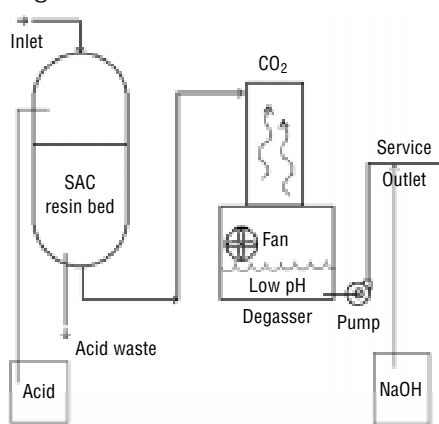 Inlet
CO₂
Service
Outlet
SAC
resin bed
Fan
Low pH
Degasser
Pump
Acid waste
Acid
NaOH